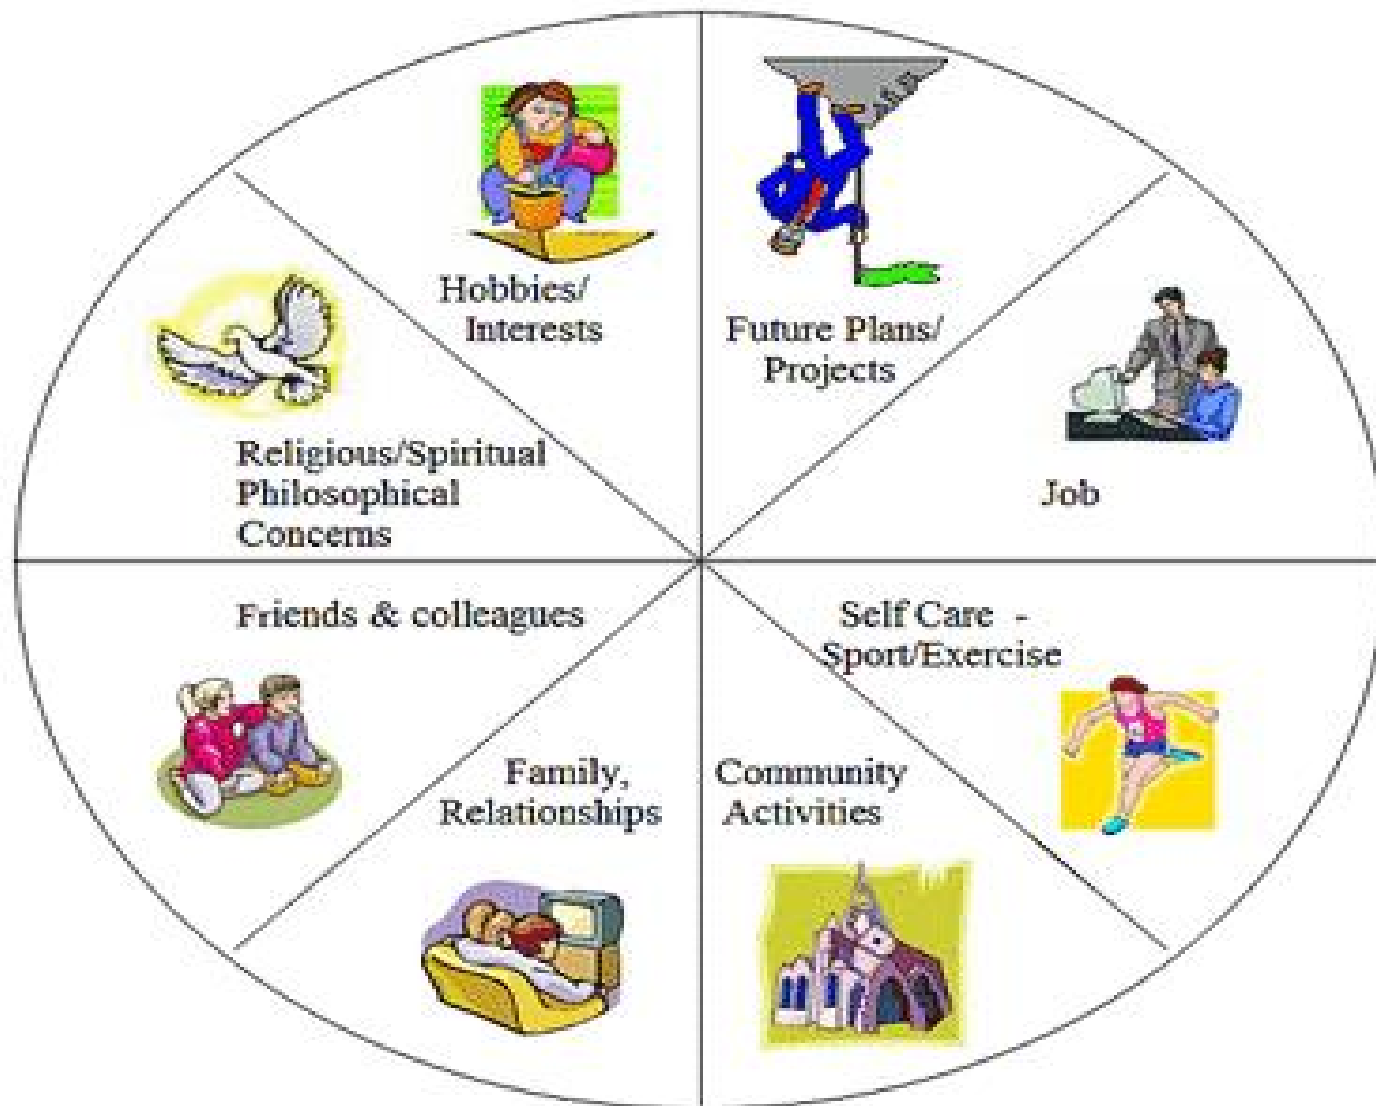 Hobbies/
Interests
Future Plans/
Projects
Religious/Spiritual
Philosophical
Concerns
Job
Friends & colleagues
Self Care -
Sport/Exercise
Family,
Relationships
Community
Activities